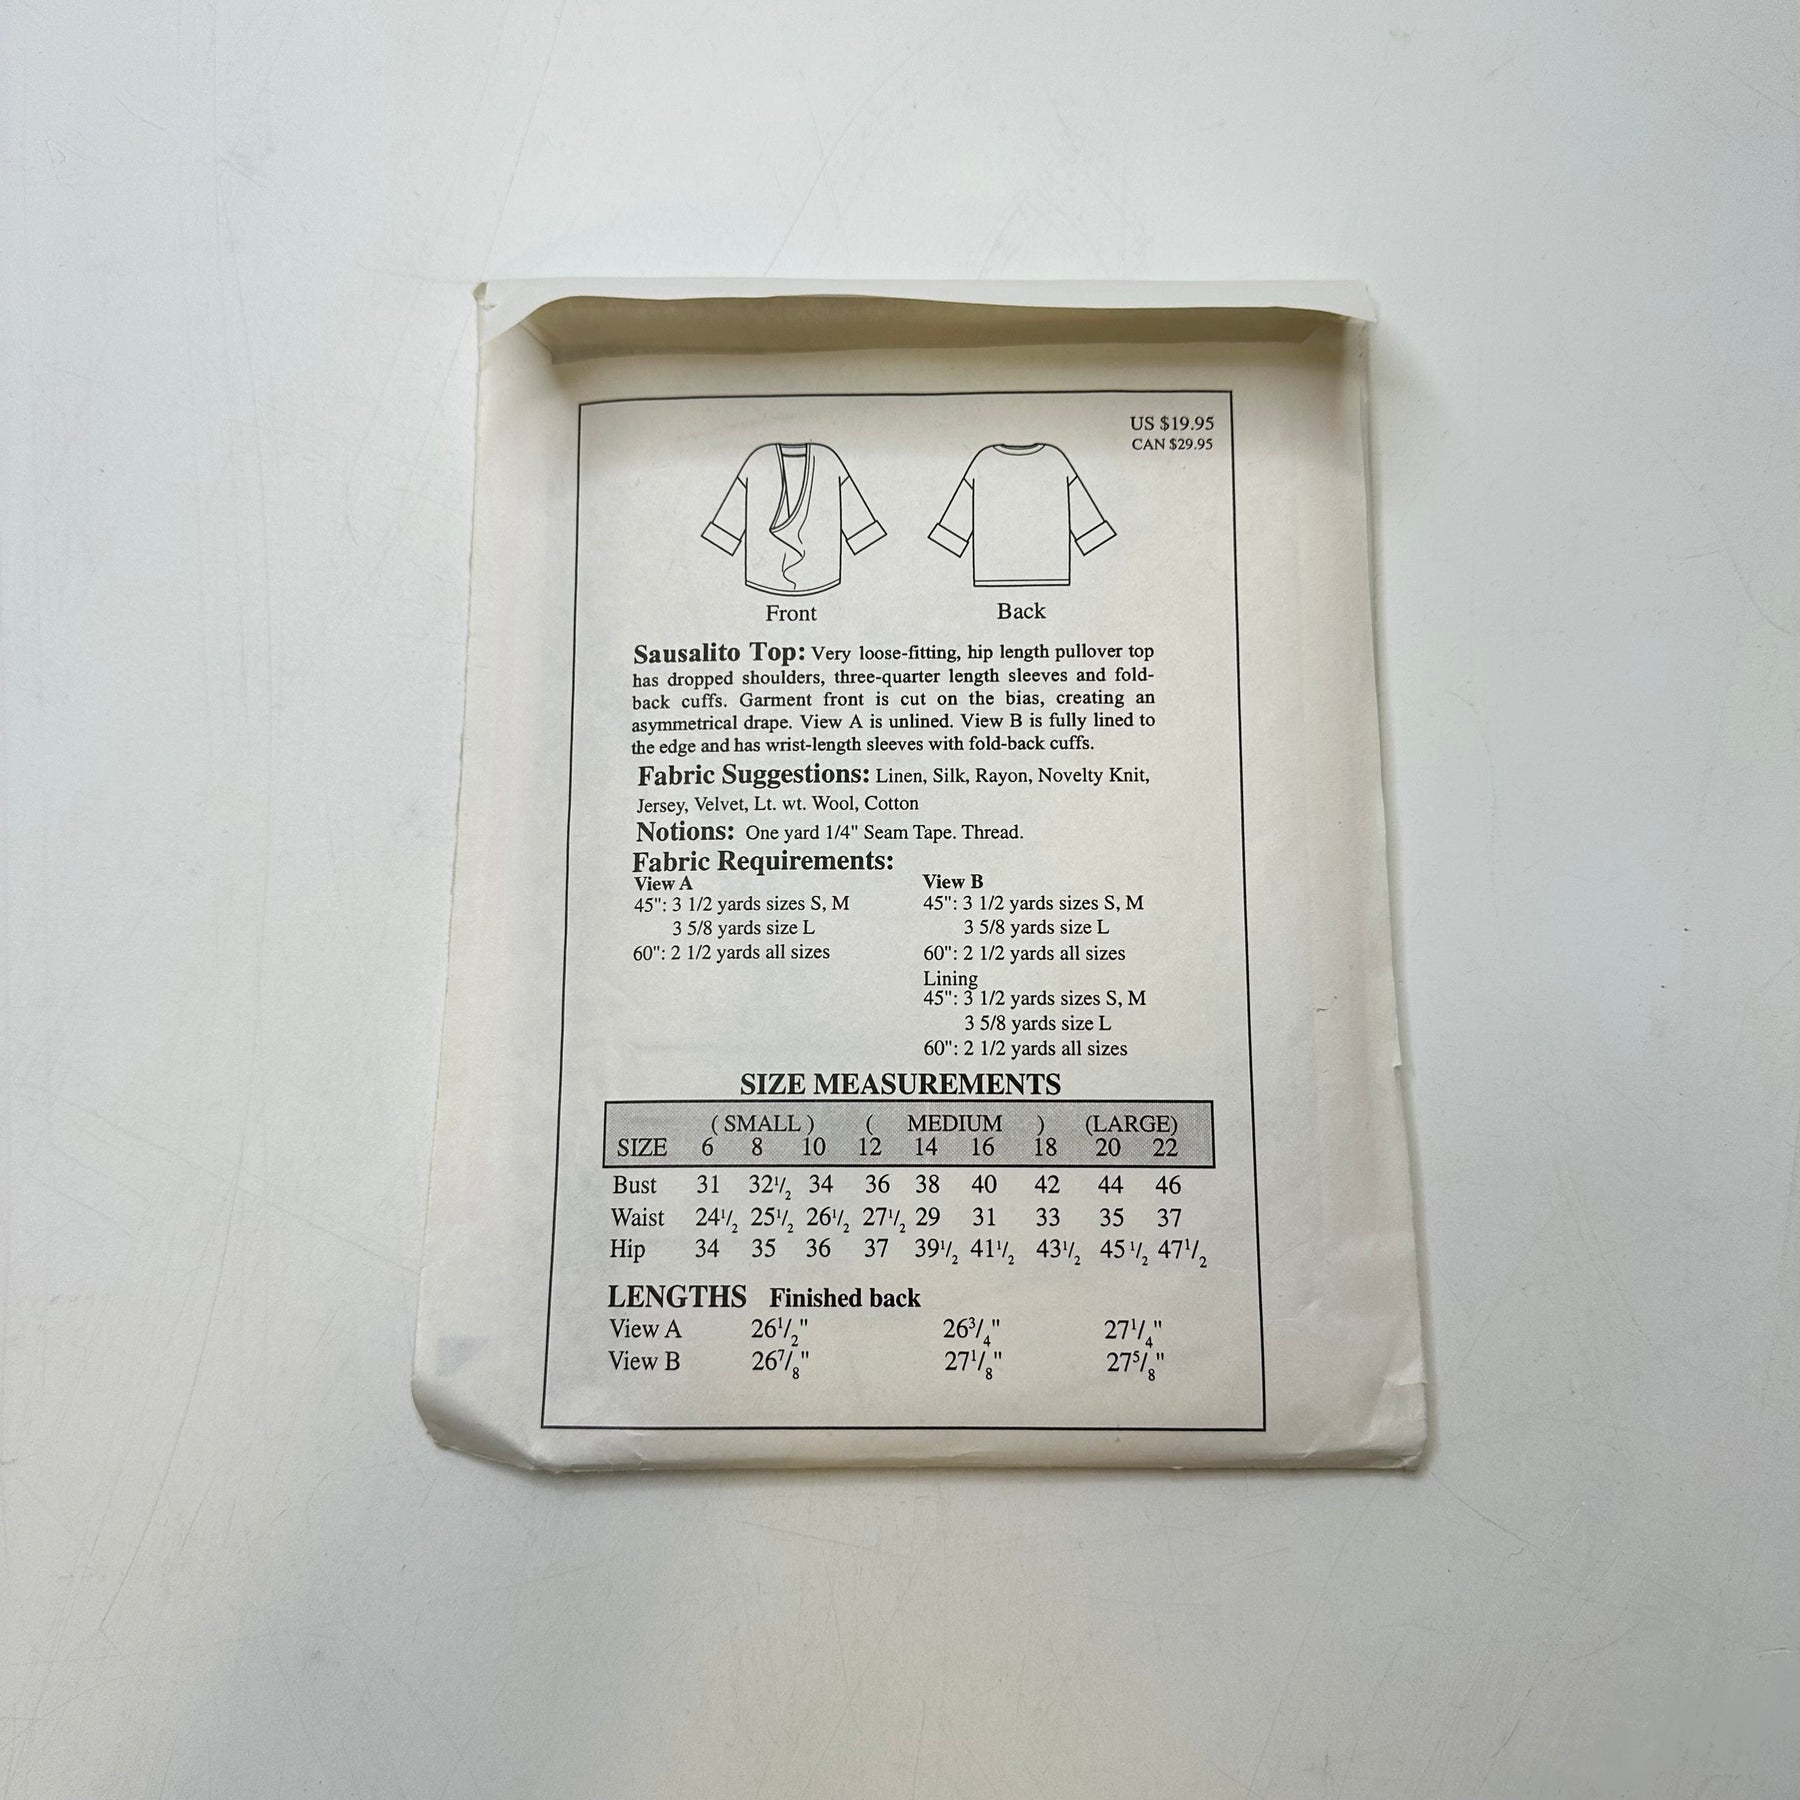 US $19.95
CAN $29.95
Front
Back
Sausalito Top: Very loose-fitting, hip length pullover top
has dropped shoulders, three-quarter length sleeves and fold-
back cuffs. Garment front is cut on the bias, creating an
asymmetrical drape. View A is unlined. View B is fully lined to
the edge and has wrist-length sleeves with fold-back cuffs.
Fabric Suggestions: Linen, Silk, Rayon, Novelty Knit,
Jersey, Velvet, Lt. wt. Wool, Cotton
Notions: One yard 1/4" Seam Tape. Thread.
Fabric Requirements:
View A
45": 3 1/2 yards sizes S, M
3 5/8 yards size L
60": 2 1/2 yards all sizes
View B
45": 3 1/2 yards sizes S, M
3 5/8 yards size L
60": 2 1/2 yards all sizes
Lining
45": 3 1/2 yards sizes S, M
3 5/8 yards size L
60": 2 1/2 yards all sizes
SIZE MEASUREMENTS
( SMALL ) ( MEDIUM ) (LARGE)
SIZE 6 8 10 12 14 16 18 20 22
Bust 31 32 1/2 34 36 38 40 42 44 46
Waist 24 1/2 25 1/2 26 1/2 27 1/2 29 31 33 35 37
Hip 34 35 36 37 39 1/2 41 1/2 43 1/2 45 1/2 47 1/2
LENGTHS Finished back
View A 26 1/2" 26 3/4" 27 1/4"
View B 26 7/8" 27 1/8" 27 5/8"